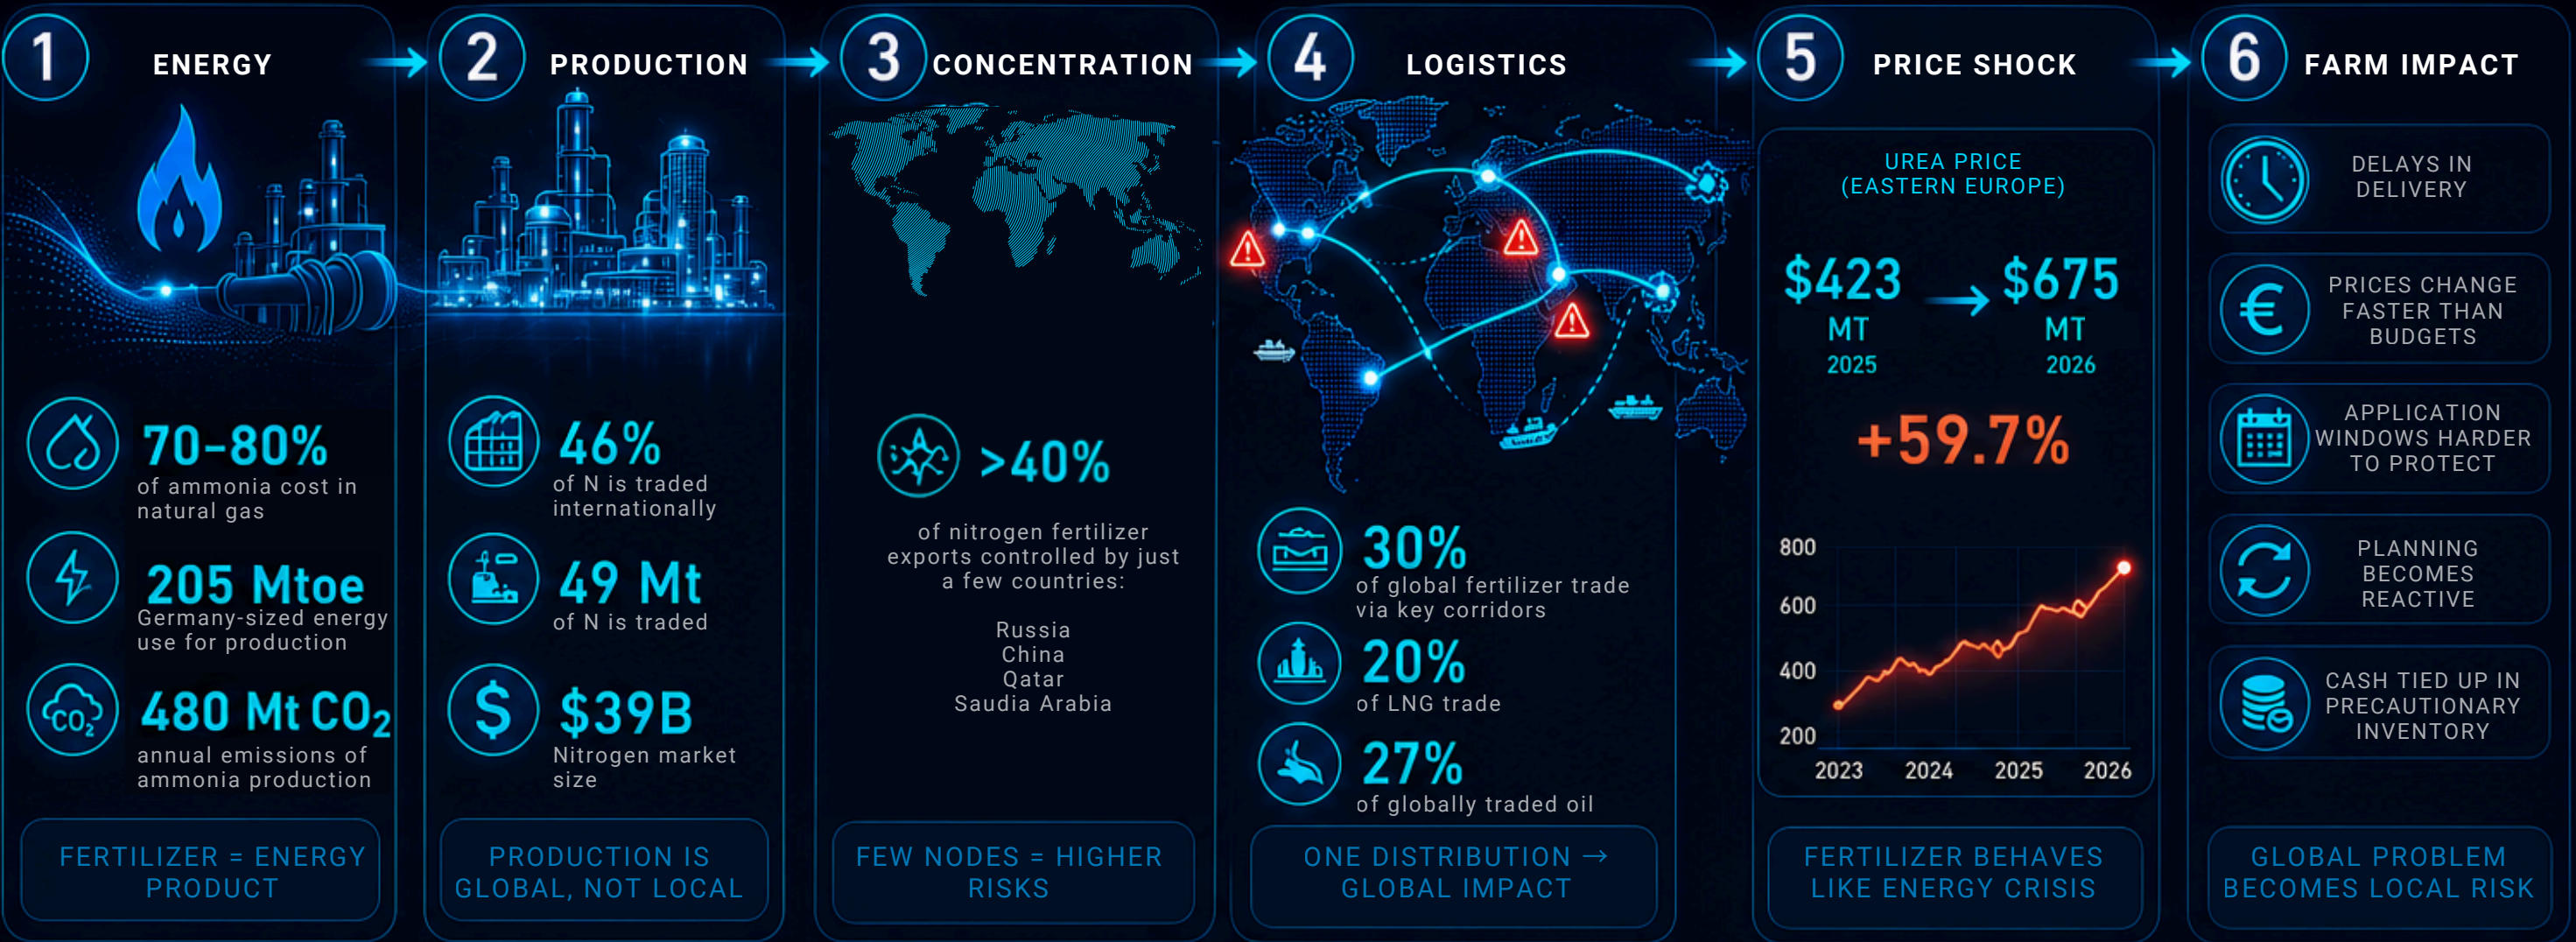 1
ENERGY
70-80%
of ammonia cost in
natural gas
205 Mtoe
Germany-sized energy
use for production
CO₂
480 Mt CO₂
annual emissions of
ammonia production
FERTILIZER = ENERGY
PRODUCT
2
PRODUCTION
46%
of N is traded
internationally
49 Mt
of N is traded
$
$39B
Nitrogen market
size
PRODUCTION IS
GLOBAL, NOT LOCAL
3
CONCENTRATION
>40%
of nitrogen fertilizer
exports controlled by just
a few countries:
Russia
China
Qatar
Saudia Arabia
FEW NODES = HIGHER
RISKS
4
LOGISTICS
!
!
!
30%
of global fertilizer trade
via key corridors
20%
of LNG trade
27%
of globally traded oil
ONE DISTRIBUTION →
GLOBAL IMPACT
5
PRICE SHOCK
UREA PRICE
(EASTERN EUROPE)
$423 → $675
MT MT
2025 2026
+59.7%
800
600
400
200
2023 2024 2025 2026
FERTILIZER BEHAVES
LIKE ENERGY CRISIS
6
FARM IMPACT
DELAYS IN
DELIVERY
€
PRICES CHANGE
FASTER THAN
BUDGETS
APPLICATION
WINDOWS HARDER
TO PROTECT
PLANNING
BECOMES
REACTIVE
CASH TIED UP IN
PRECAUTIONARY
INVENTORY
GLOBAL PROBLEM
BECOMES LOCAL RISK